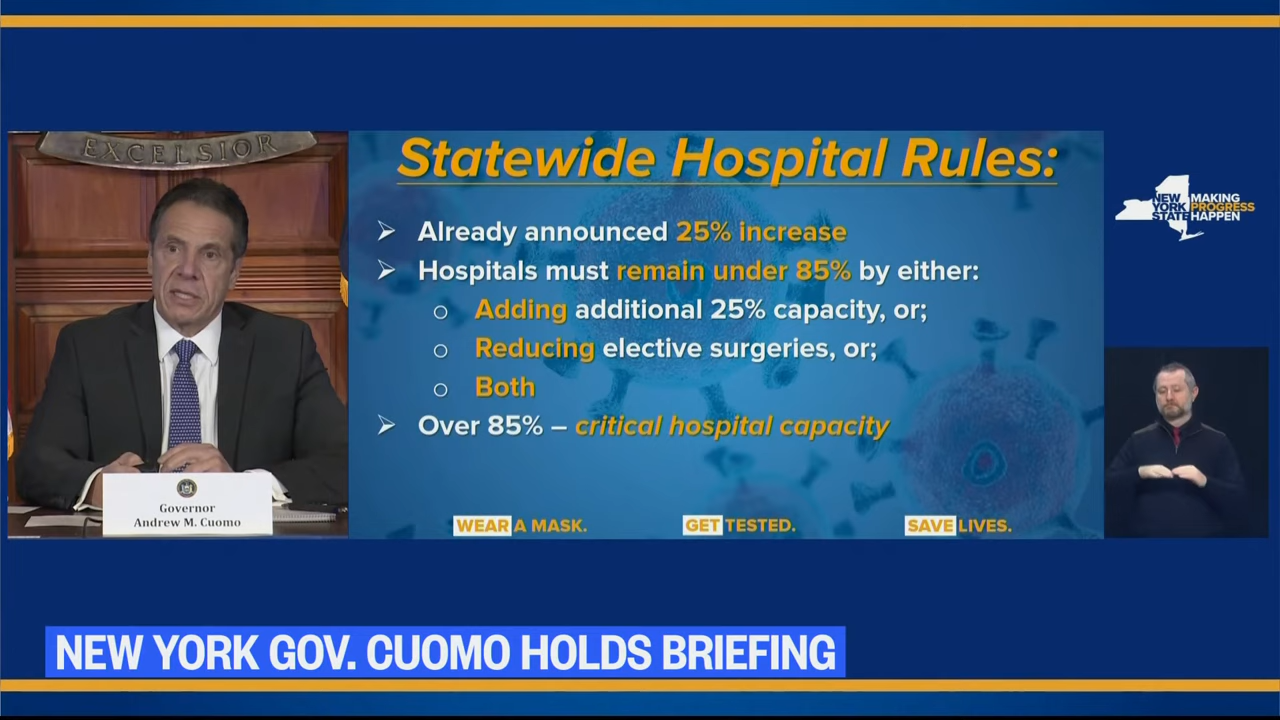 EXCELSIOR
Statewide Hospital Rules:
➢ Already announced 25% increase
➢ Hospitals must remain under 85% by either:
o Adding additional 25% capacity, or;
o Reducing elective surgeries, or;
o Both
➢ Over 85% – critical hospital capacity
WEAR A MASK. GET TESTED. SAVE LIVES.
Governor
Andrew M. Cuomo
NEW YORK STATE
MAKING PROGRESS HAPPEN
NEW YORK GOV. CUOMO HOLDS BRIEFING